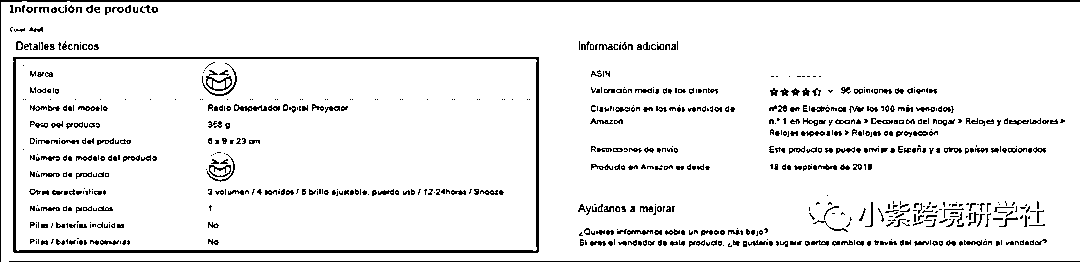 Información de producto
Color: Azul
Detalles técnicos
Marca
Modelo
Nombre del modelo Radio Despertador Digital Proyector
Peso del producto 358 g
Dimensiones del producto 6 x 9 x 23 cm
Número de modelo del producto
Número de producto
Otras características 3 volumen / 4 sonidos / 5 brillo ajustable, puerto usb / 12-24horas / Snooze
Número de productos 1
Pilas / baterías incluidas No
Pilas / baterías necesarias No
Información adicional
ASIN
Valoración media de los clientes 96 opiniones de clientes
Clasificación en los más vendidos de Amazon nº28 en Electrónica (Ver los 100 más vendidos)
n.° 1 en Hogar y cocina > Decoración del hogar > Relojes y despertadores >
Relojes especiales > Relojes de proyección
Restricciones de envío Este producto se puede enviar a España y a otros países seleccionados
Producto en Amazon.es desde 18 de septiembre de 2018
Ayúdanos a mejorar
¿Quieres informarnos sobre un precio más bajo?
Si eres el vendedor de este producto, ¿te gustaría sugerir ciertos cambios a través del servicio de atención al vendedor?
小紫跨境研学社